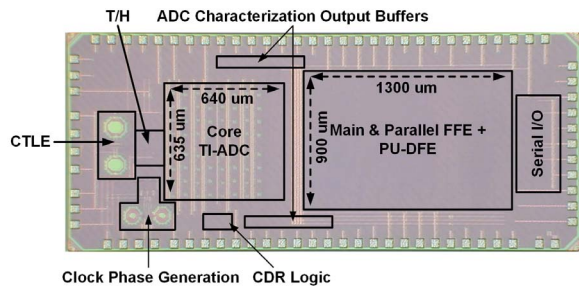 T/H
ADC Characterization Output Buffers
CTLE
640 um
635 um
Core
TI-ADC
1300 um
900 um
Main & Parallel FFE +
PU-DFE
Serial I/O
Clock Phase Generation
CDR Logic